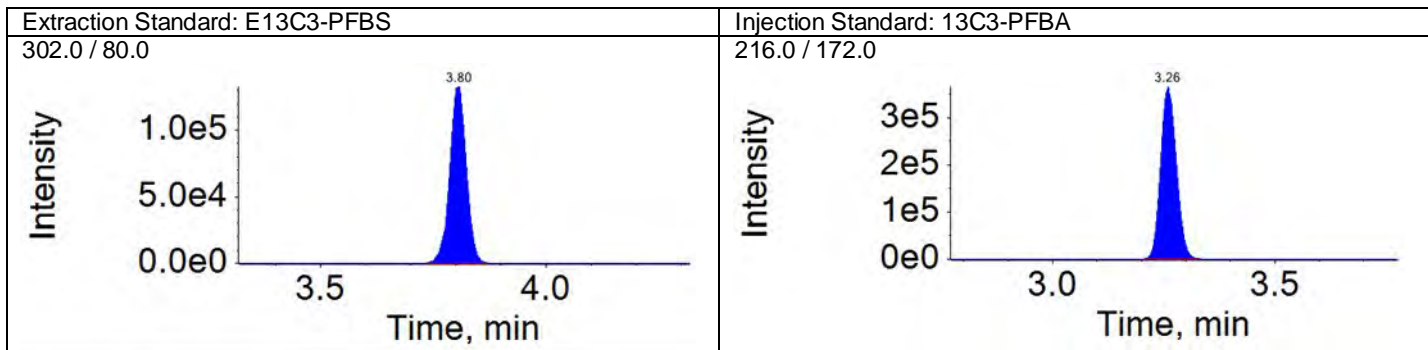 Extraction Standard: E13C3-PFBS
302.0 / 80.0
3.80
1.0e5
5.0e4
0.0e0
Intensity
3.5 4.0
Time, min
Injection Standard: 13C3-PFBA
216.0 / 172.0
3.26
3e5
2e5
1e5
0e0
Intensity
3.0 3.5
Time, min